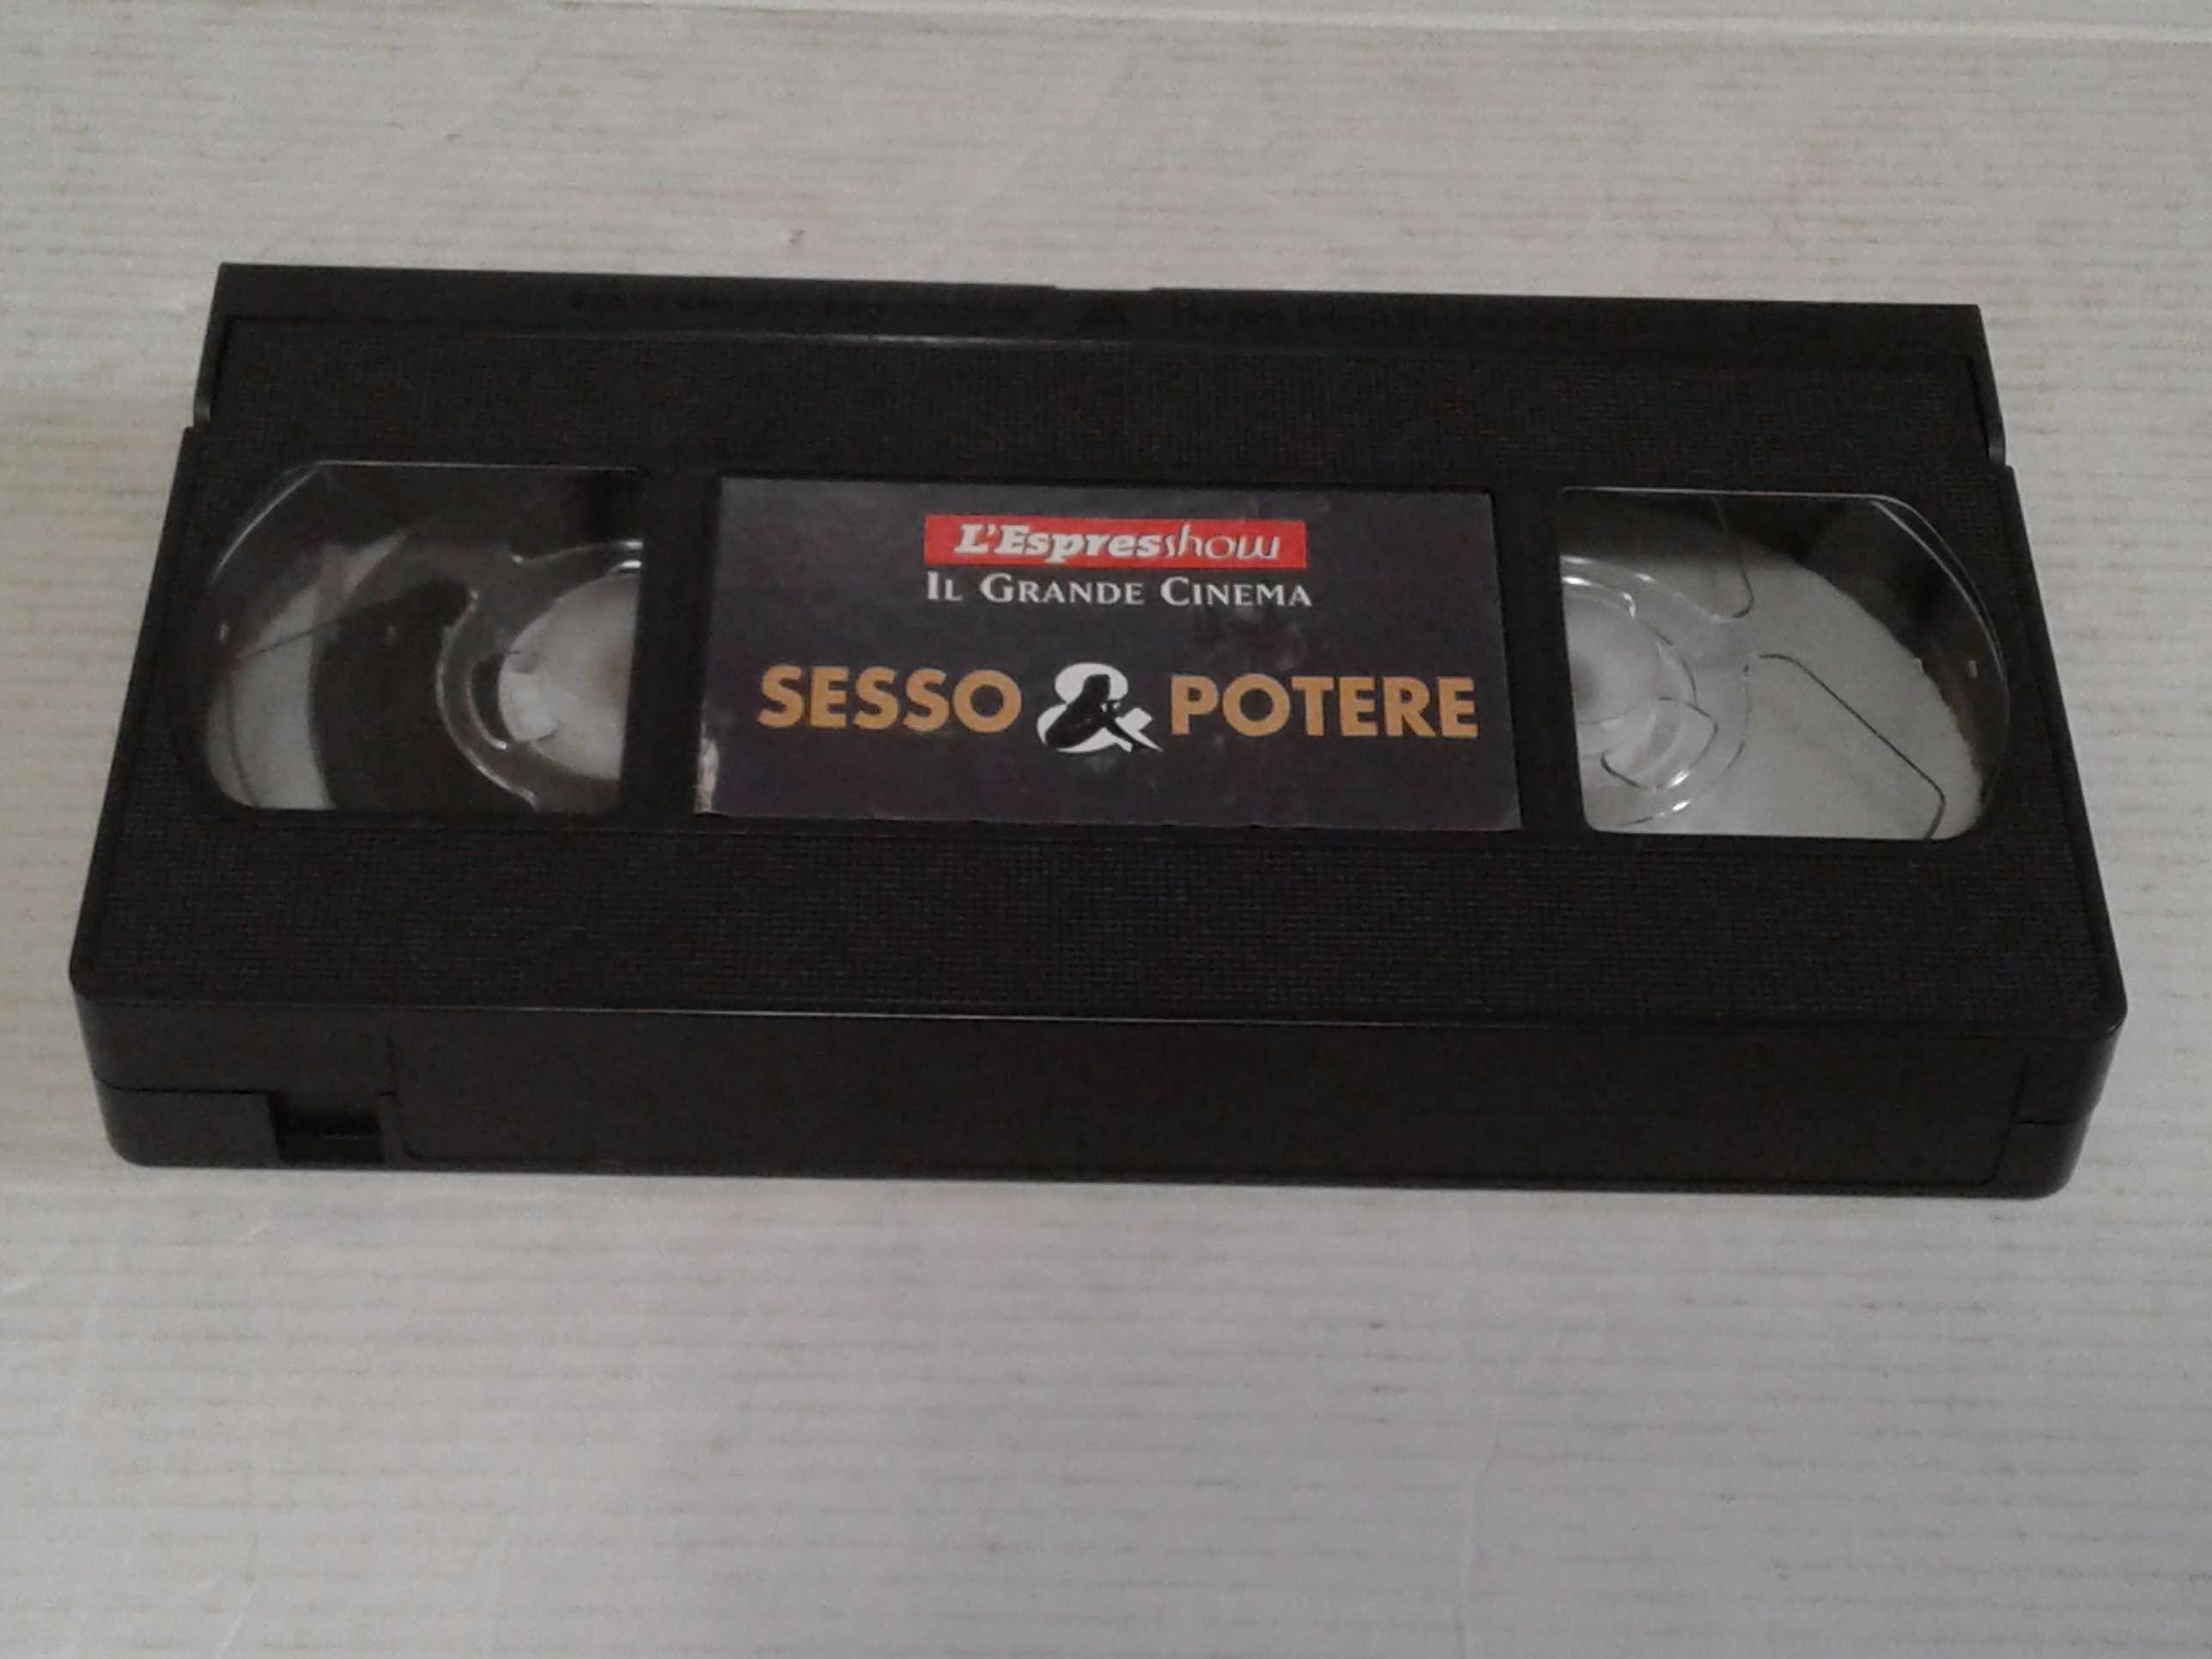 L'Espresshow
IL GRANDE CINEMA
SESSO & POTERE